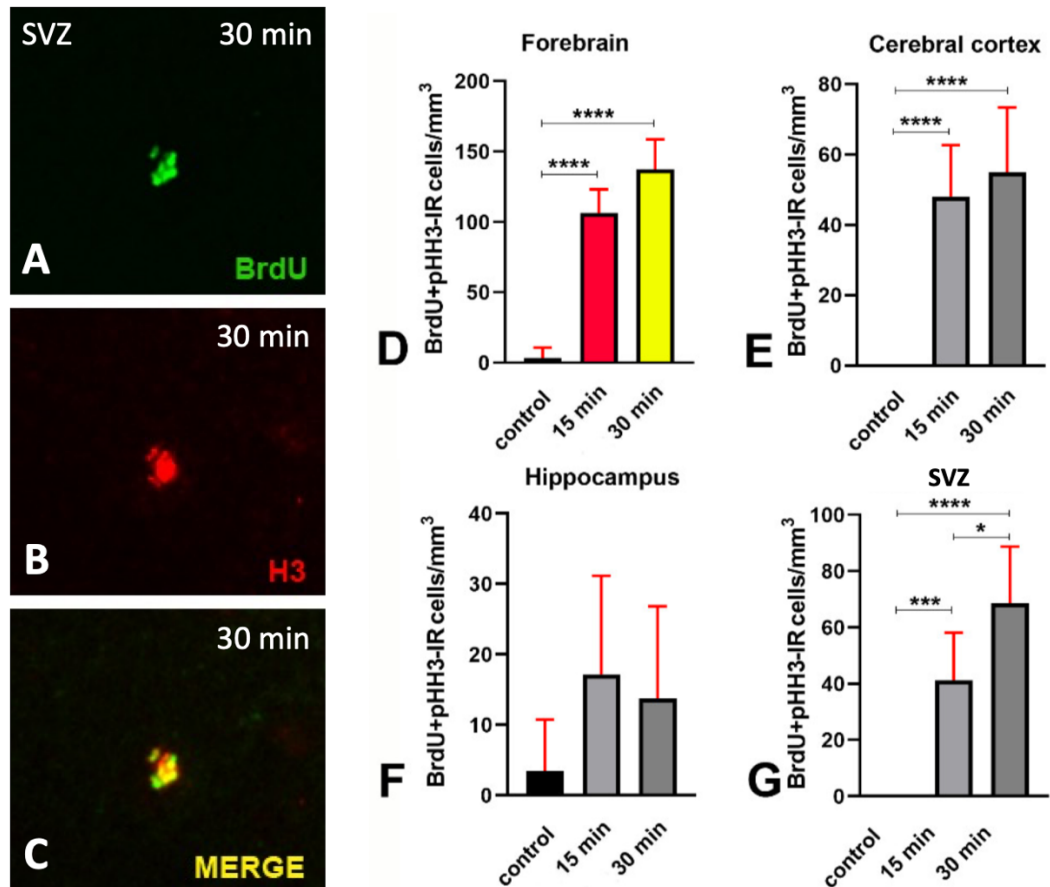 SVZ 30 min
A
BrdU
30 min
B
H3
30 min
C
MERGE
Forebrain
BrdU+pHH3-IR cells/mm³
200
150
100
50
0
****
****
control
15 min
30 min
D
Cerebral cortex
BrdU+pHH3-IR cells/mm³
80
60
40
20
0
****
****
control
15 min
30 min
E
Hippocampus
BrdU+pHH3-IR cells/mm³
40
30
20
10
0
control
15 min
30 min
F
SVZ
BrdU+pHH3-IR cells/mm³
100
80
60
40
20
0
****
*
***
control
15 min
30 min
G